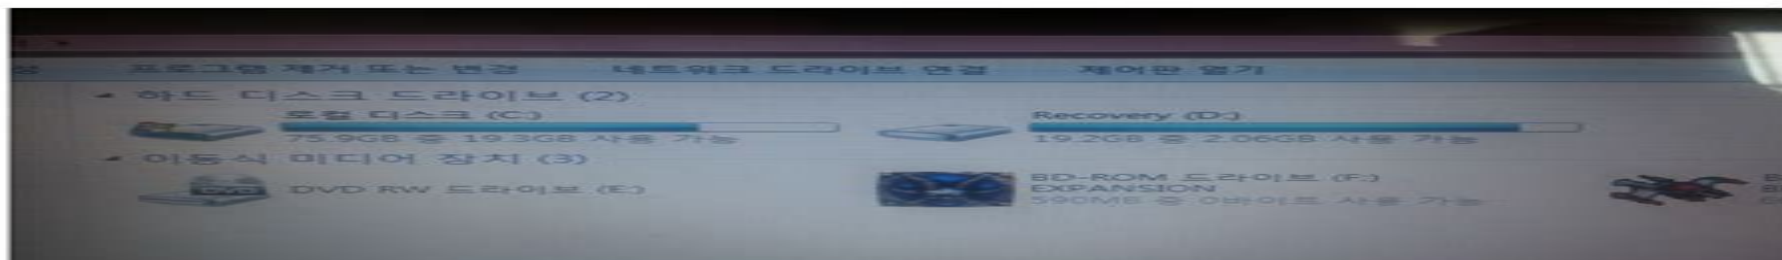 프로그램 제거 또는 변경 네트워크 드라이브 연결 제어판 열기
하드 디스크 드라이브 (2)
로컬 디스크 (C:) Recovery (D:)
75.9GB 중 19.3GB 사용 가능 19.2GB 중 2.06GB 사용 가능
이동식 미디어 장치 (3)
DVD RW 드라이브 (E:) BD-ROM 드라이브 (F:)
EXPANSION
590MB 중 0바이트 사용 가능